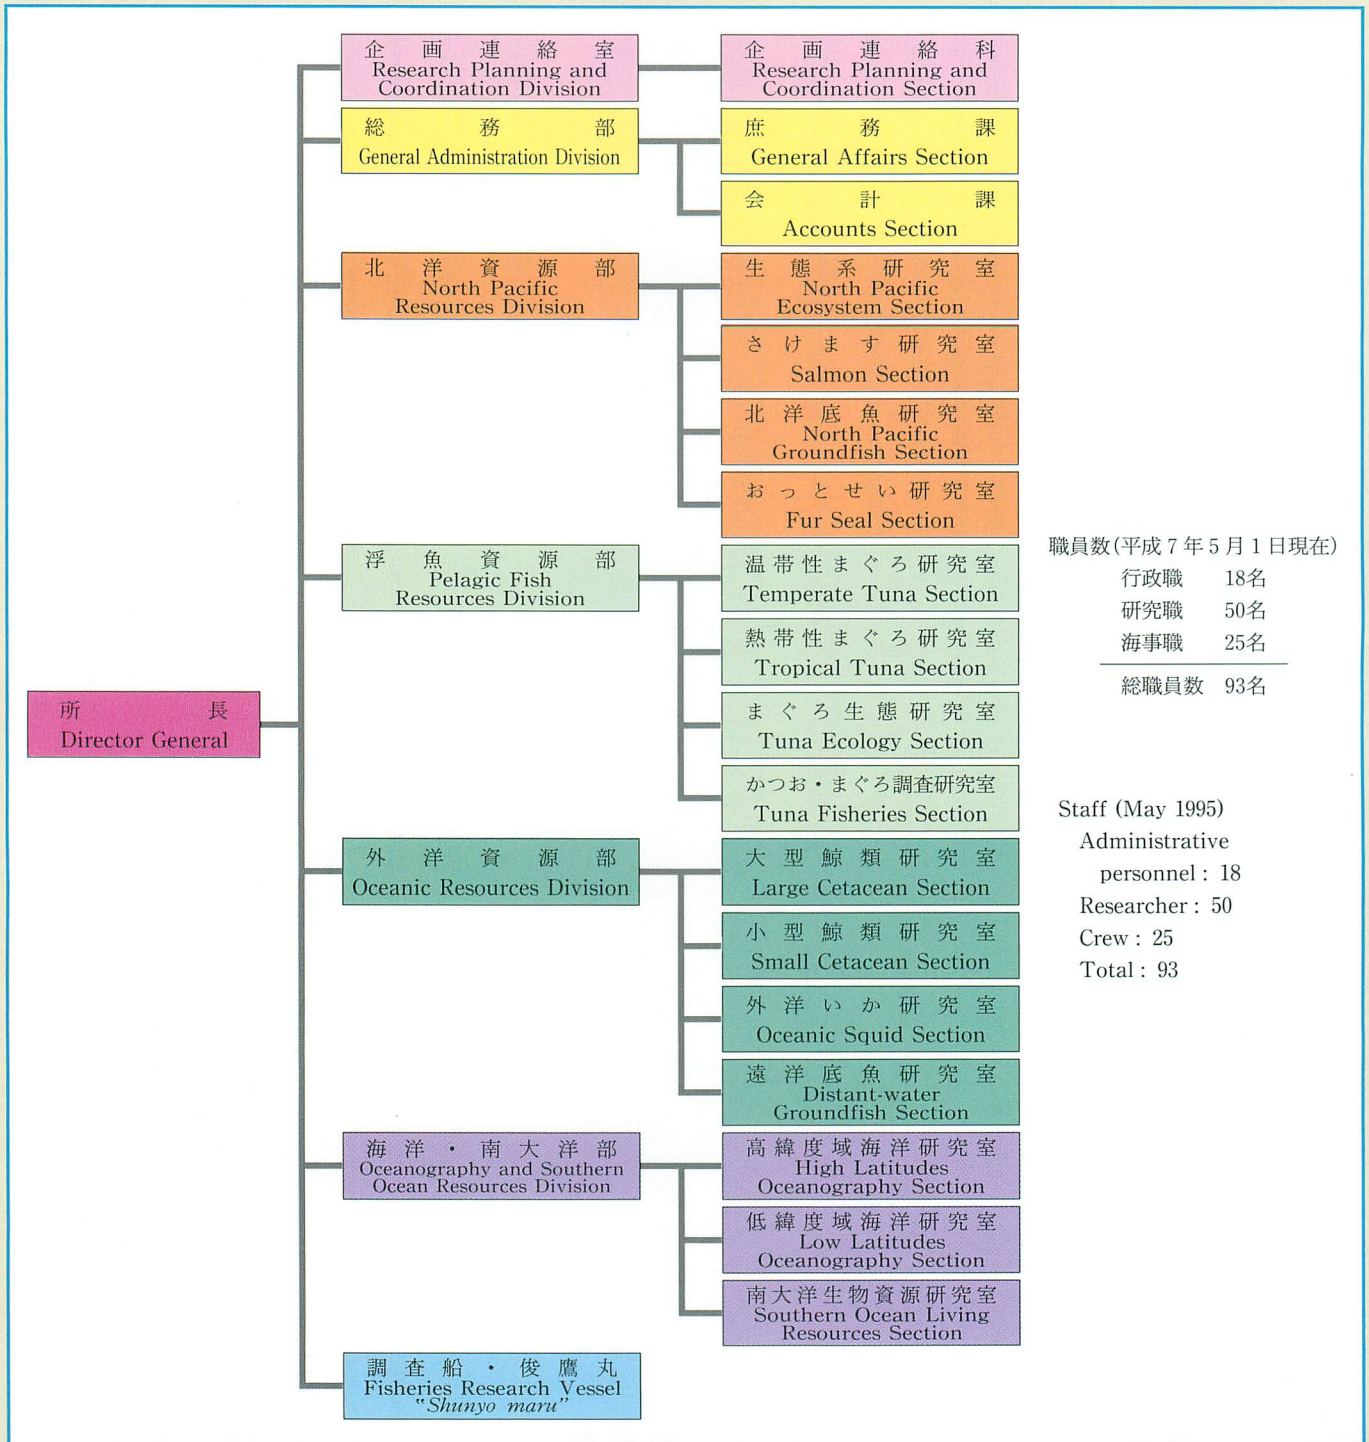 企画連絡室
Research Planning and
Coordination Division
企画連絡科
Research Planning and
Coordination Section
総務部
General Administration Division
庶務課
General Affairs Section
会計課
Accounts Section
北洋資源部
North Pacific
Resources Division
生態系研究室
North Pacific
Ecosystem Section
さけます研究室
Salmon Section
北洋底魚研究室
North Pacific
Groundfish Section
おっとせい研究室
Fur Seal Section
浮魚資源部
Pelagic Fish
Resources Division
温帯性まぐろ研究室
Temperate Tuna Section
熱帯性まぐろ研究室
Tropical Tuna Section
まぐろ生態研究室
Tuna Ecology Section
かつお・まぐろ調査研究室
Tuna Fisheries Section
所長
Director General
外洋資源部
Oceanic Resources Division
大型鯨類研究室
Large Cetacean Section
小型鯨類研究室
Small Cetacean Section
外洋いか研究室
Oceanic Squid Section
遠洋底魚研究室
Distant-water
Groundfish Section
海洋・南大洋部
Oceanography and Southern
Ocean Resources Division
高緯度域海洋研究室
High Latitudes
Oceanography Section
低緯度域海洋研究室
Low Latitudes
Oceanography Section
南大洋生物資源研究室
Southern Ocean Living
Resources Section
調査船・俊鷹丸
Fisheries Research Vessel
"Shunyo maru"
職員数(平成7年5月1日現在)
行政職 18名
研究職 50名
海事職 25名
総職員数 93名
Staff (May 1995)
Administrative
personnel : 18
Researcher : 50
Crew : 25
Total : 93